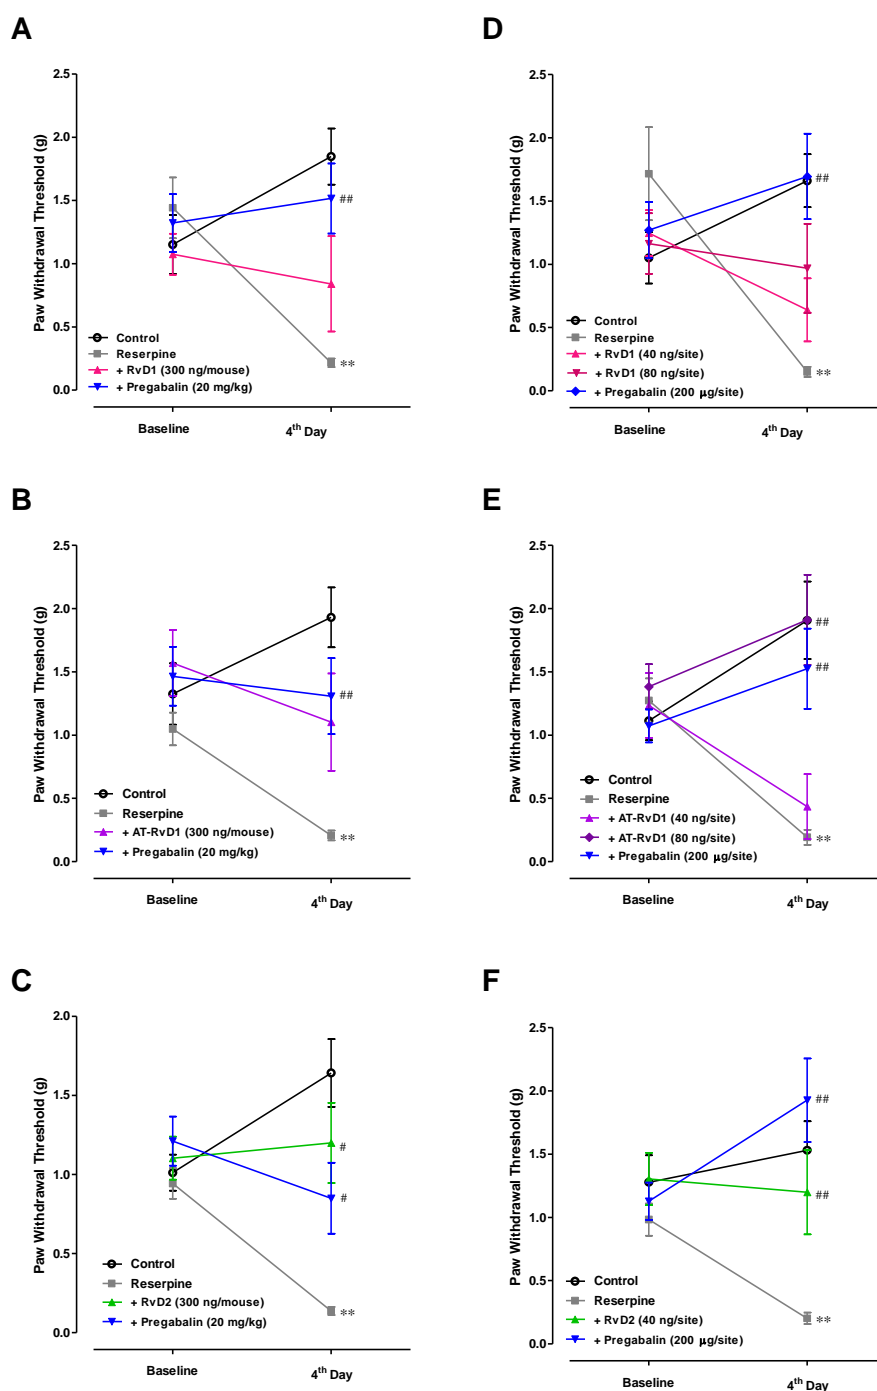 A
Paw Withdrawal Threshold (g)
2.5
2.0
1.5
1.0
0.5
0.0
##
**
Control
Reserpine
+ RvD1 (300 ng/mouse)
+ Pregabalin (20 mg/kg)
Baseline
4th Day
D
Paw Withdrawal Threshold (g)
2.5
2.0
1.5
1.0
0.5
0.0
##
**
Control
Reserpine
+ RvD1 (40 ng/site)
+ RvD1 (80 ng/site)
+ Pregabalin (200 µg/site)
Baseline
4th Day
B
Paw Withdrawal Threshold (g)
2.5
2.0
1.5
1.0
0.5
0.0
##
**
Control
Reserpine
+ AT-RvD1 (300 ng/mouse)
+ Pregabalin (20 mg/kg)
Baseline
4th Day
E
Paw Withdrawal Threshold (g)
2.5
2.0
1.5
1.0
0.5
0.0
##
##
**
Control
Reserpine
+ AT-RvD1 (40 ng/site)
+ AT-RvD1 (80 ng/site)
+ Pregabalin (200 µg/site)
Baseline
4th Day
C
Paw Withdrawal Threshold (g)
2.0
1.5
1.0
0.5
0.0
#
#
**
Control
Reserpine
+ RvD2 (300 ng/mouse)
+ Pregabalin (20 mg/kg)
Baseline
4th Day
F
Paw Withdrawal Threshold (g)
2.5
2.0
1.5
1.0
0.5
0.0
##
##
**
Control
Reserpine
+ RvD2 (40 ng/site)
+ Pregabalin (200 µg/site)
Baseline
4th Day